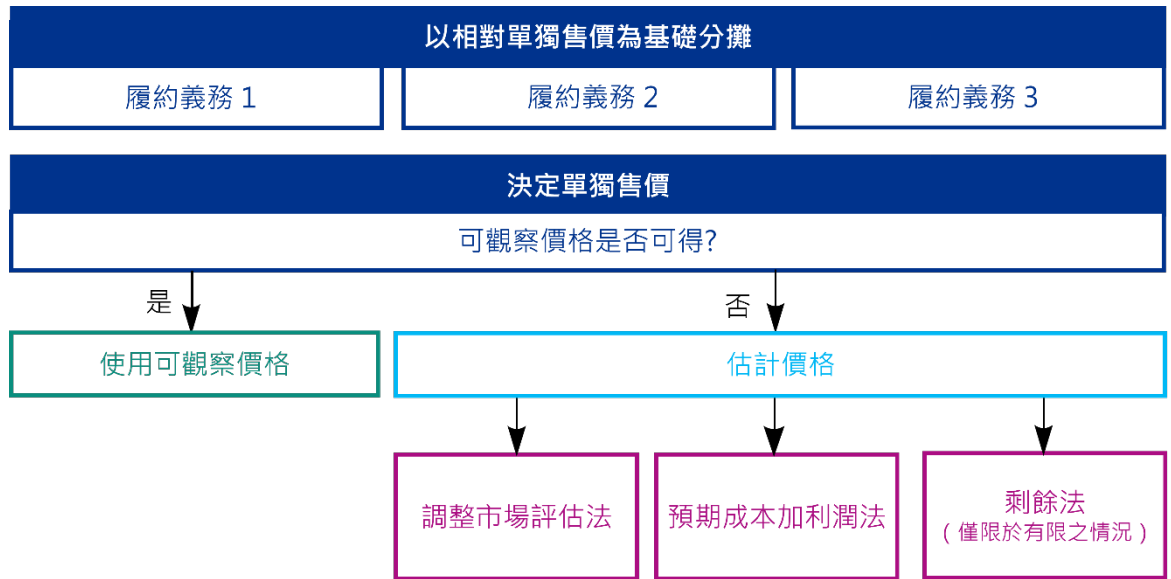 以相對單獨售價為基礎分攤
履約義務 1
履約義務 2
履約義務 3
決定單獨售價
可觀察價格是否可得?
是
否
使用可觀察價格
估計價格
調整市場評估法
預期成本加利潤法
剩餘法
(僅限於有限之情況)